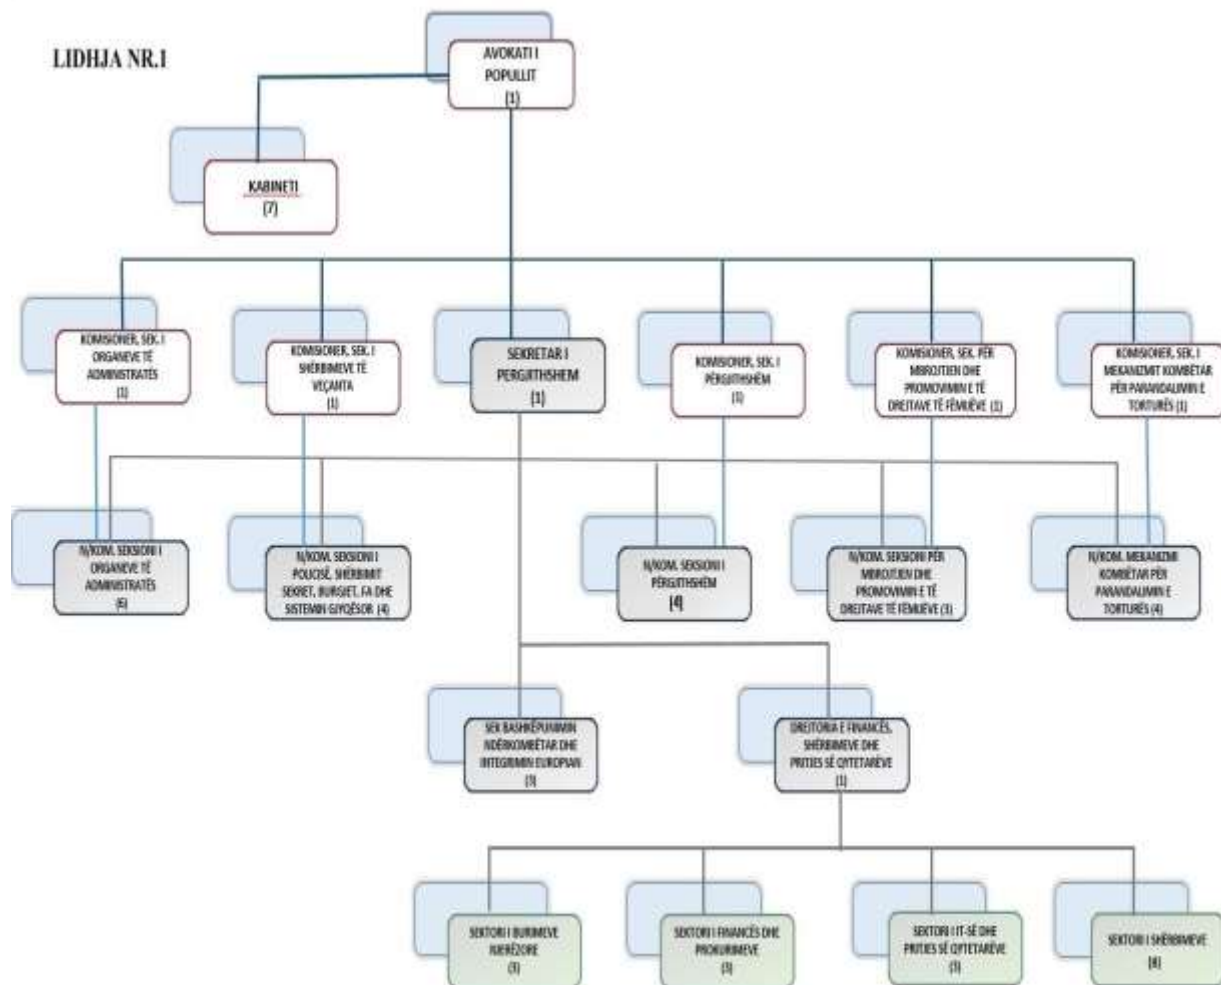 LIDHJA NR.1
AVOKATI I
POPULLIT
(1)
KABINETI
(7)
KOMISIONER, SEK. I
ORGANEVE TË
ADMINISTRATËS
(1)
KOMISIONER, SEK. I
SHËRBIMEVE TË
VEÇANTA
(1)
SEKRETAR I
PERGJITHSHEM
(1)
KOMISIONER, SEK. I
PËRGJITHSHËM
(1)
KOMISIONER, SEK. PËR
MBROJTJEN DHE
PROMOVIMIN E TË
DREJTAVE TË FËMIJËVE (1)
KOMISIONER, SEK. I
MEKANIZMIT KOMBËTAR
PËR PARANDALIMIN E
TORTURËS (1)
N/KOM. SEKSIONI I
ORGANEVE TË
ADMINISTRATËS
(6)
N/KOM. SEKSIONI I
POLICISË, SHËRBIMIT
SEKRET, BURGJET, FA DHE
SISTEMIN GJYQËSOR (4)
N/KOM. SEKSIONI I
PËRGJITHSHËM
(4)
N/KOM. SEKSIONI PËR
MBROJTJEN DHE
PROMOVIMIN E TË
DREJTAVE TË FËMIJËVE (3)
N/KOM. MEKANIZMI
KOMBËTAR PËR
PARANDALIMIN E
TORTURËS (4)
SEK BASHKËPUNIMIN
NDËRKOMBËTAR DHE
INTEGRIMIN EUROPIAN
(3)
DREJTORIA E FINANCËS,
SHËRBIMEVE DHE
PRITJES SË QYTETARËVE
(1)
SEKTORI I BURIMEVE
NJERËZORE
(3)
SEKTORI I FINANCËS DHE
PROKURIMEVE
(3)
SEKTORI I IT-SË DHE
PRITJES SË QYTETARËVE
(3)
SEKTORI I SHËRBIMEVE